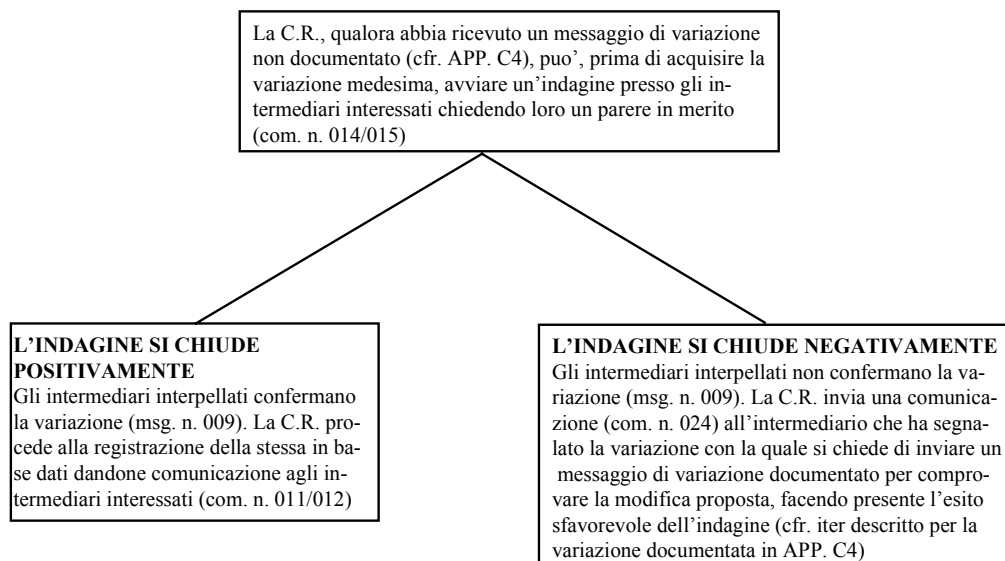 La C.R., qualora abbia ricevuto un messaggio di variazione
non documentato (cfr. APP. C4), puo’, prima di acquisire la
variazione medesima, avviare un’indagine presso gli in-
termediari interessati chiedendo loro un parere in merito
(com. n. 014/015)
L’INDAGINE SI CHIUDE
POSITIVAMENTE
Gli intermediari interpellati confermano
la variazione (msg. n. 009). La C.R. pro-
cede alla registrazione della stessa in ba-
se dati dandone comunicazione agli in-
termediari interessati (com. n. 011/012)
L’INDAGINE SI CHIUDE NEGATIVAMENTE
Gli intermediari interpellati non confermano la va-
riazione (msg. n. 009). La C.R. invia una comunica-
zione (com. n. 024) all’intermediario che ha segna-
lato la variazione con la quale si chiede di inviare un
messaggio di variazione documentato per compro-
vare la modifica proposta, facendo presente l’esito
sfavorevole dell’indagine (cfr. iter descritto per la
variazione documentata in APP. C4)